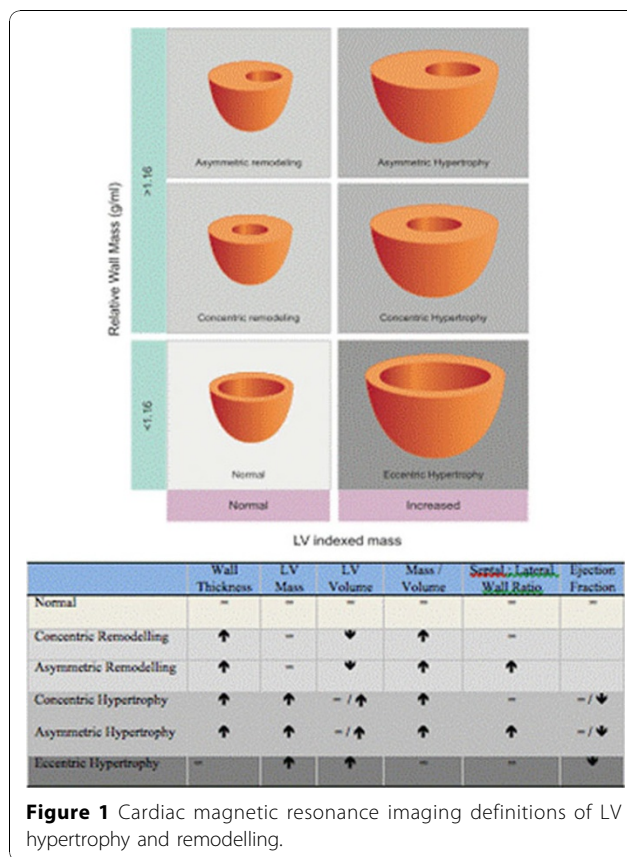 Relative Wall Mass (g/ml)
>1.16
<1.16
Asymmetric remodeling
Asymmetric Hypertrophy
Concentric remodeling
Concentric Hypertrophy
Normal
Eccentric Hypertrophy
Normal
Increased
LV indexed mass
Wall Thickness LV Mass LV Volume Mass / Volume Septal : Lateral Wall Ratio Ejection Fraction
Normal – – – – – –
Concentric Remodelling ↑ – ↓ ↑ –
Asymmetric Remodelling ↑ – ↓ ↑ ↑
Concentric Hypertrophy ↑ ↑ – / ↑ ↑ – – / ↓
Asymmetric Hypertrophy ↑ ↑ – / ↑ ↑ ↑ – / ↓
Eccentric Hypertrophy – ↑ ↑ – – ↓
Figure 1 Cardiac magnetic resonance imaging definitions of LV
hypertrophy and remodelling.